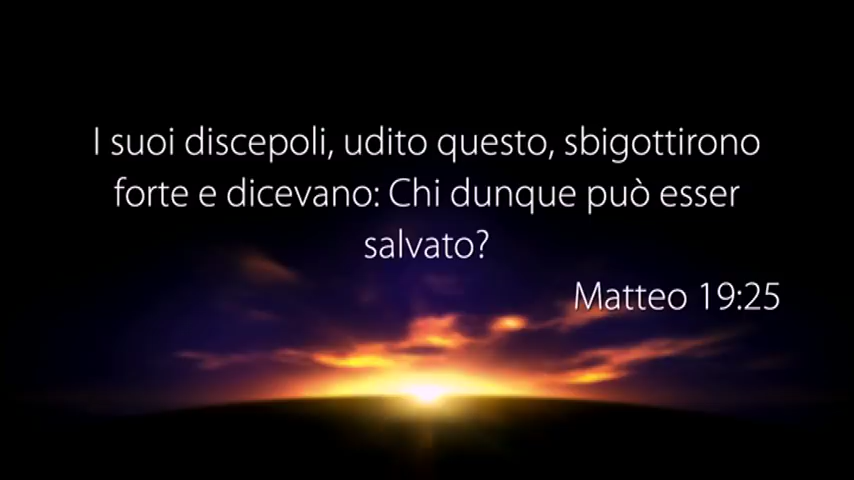 I suoi discepoli, udito questo, sbigottirono
forte e dicevano: Chi dunque può esser
salvato?
Matteo 19:25